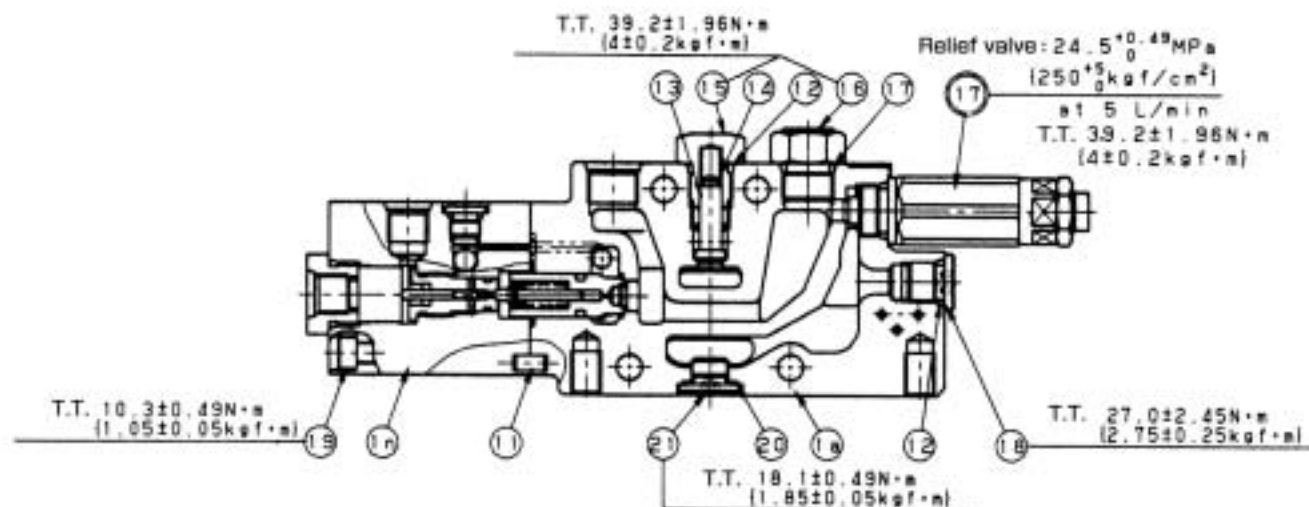 T.T. 39.2±1.96N・m
(4±0.2kgf・m)
Relief valve: 24.5 +0.49 0 MPa
(250 +5 0 kgf/cm²)
at 5 L/min
T.T. 39.2±1.96N・m
(4±0.2kgf・m)
13 15 14 12 16 17 17
T.T. 10.3±0.49N・m
(1.05±0.05kgf・m)
19 1n 11 21 20 1a 12 18
T.T. 27.0±2.45N・m
(2.75±0.25kgf・m)
T.T. 18.1±0.49N・m
(1.85±0.05kgf・m)